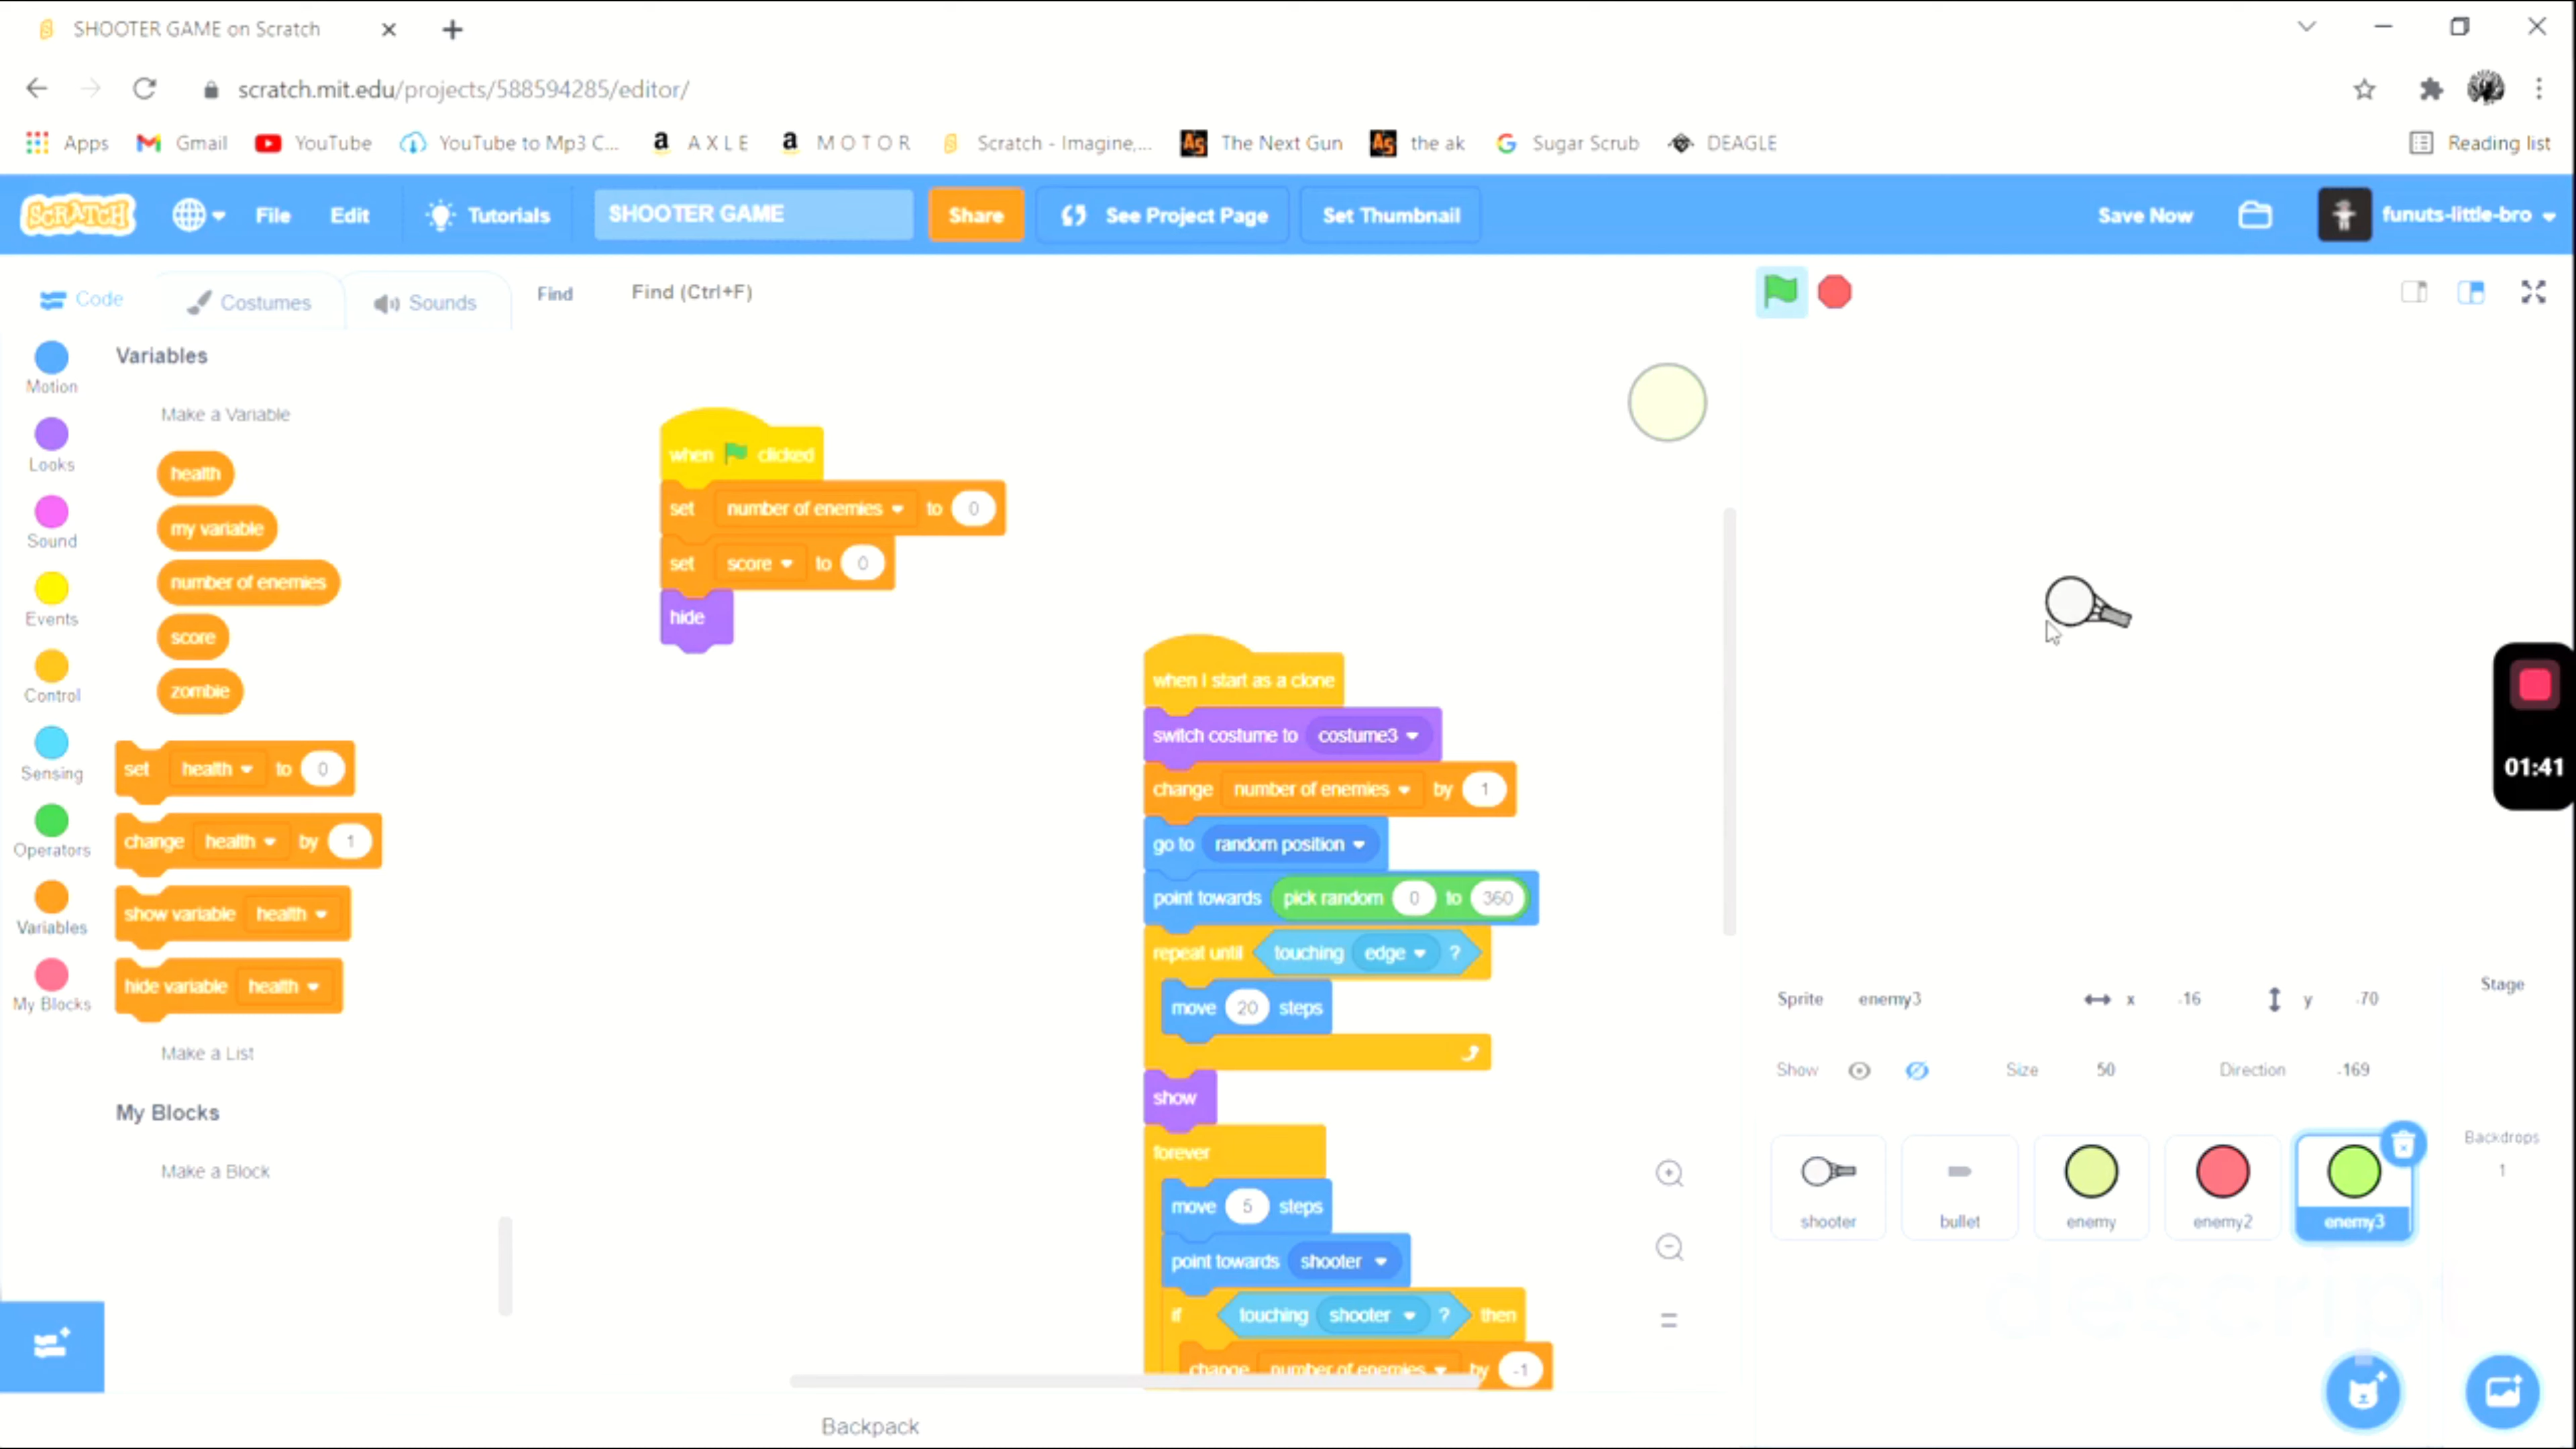 SHOOTER GAME on Scratch
scratch.mit.edu/projects/588594285/editor/
Apps Gmail YouTube YouTube to Mp3 C... A X L E M O T O R Scratch - Imagine,... The Next Gun the ak Sugar Scrub DEAGLE Reading list
SCRATCH File Edit Tutorials SHOOTER GAME Share See Project Page Set Thumbnail Save Now funuts-little-bro
Code Costumes Sounds Find Find (Ctrl+F)
Motion
Looks
Sound
Events
Control
Sensing
Operators
Variables
My Blocks
Variables
Make a Variable
health
my variable
number of enemies
score
zombie
set health to 0
change health by 1
show variable health
hide variable health
Make a List
My Blocks
Make a Block
when clicked
set number of enemies to 0
set score to 0
hide
when I start as a clone
switch costume to costume3
change number of enemies by 1
go to random position
point towards pick random 0 to 360
repeat until touching edge ?
move 20 steps
show
forever
move 5 steps
point towards shooter
if touching shooter ? then
change number of enemies by -1
Backpack
01:41
Sprite enemy3 x -16 y -70
Show Size 50 Direction -169
shooter bullet enemy enemy2 enemy3
Stage
Backdrops
1
descript